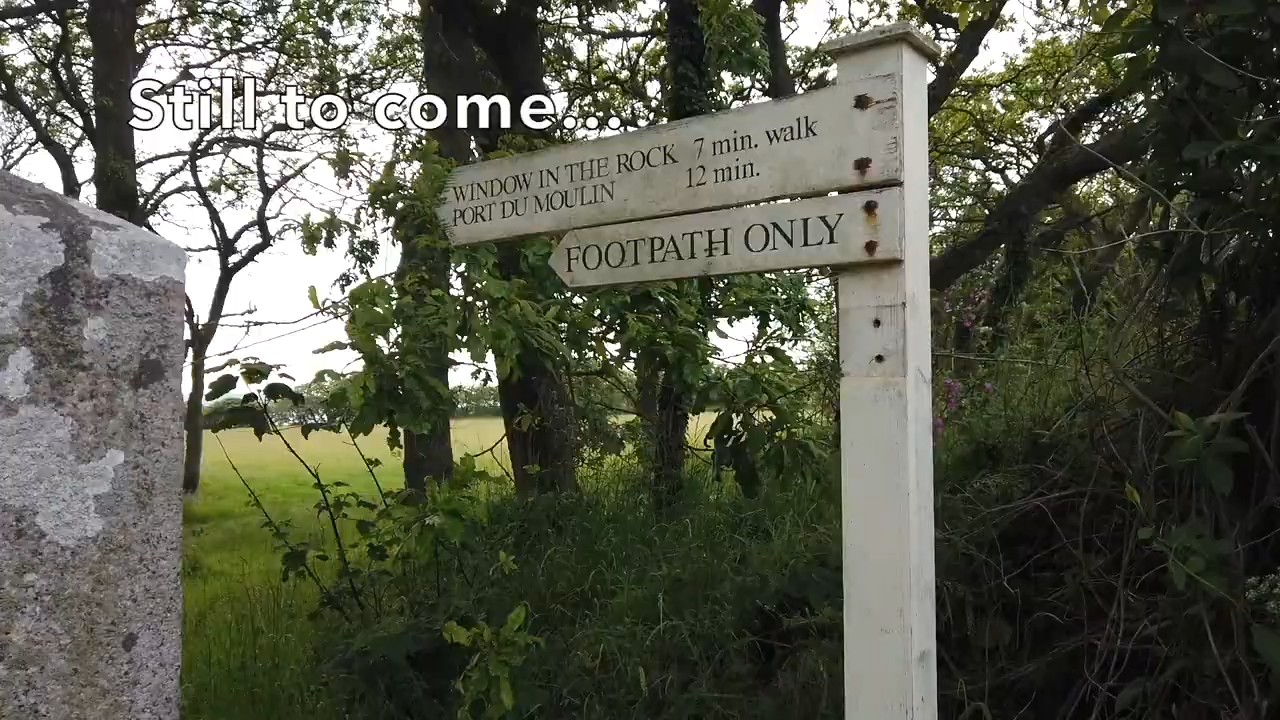 Still to come...
WINDOW IN THE ROCK 7 min. walk
PORT DU MOULIN 12 min.
FOOTPATH ONLY